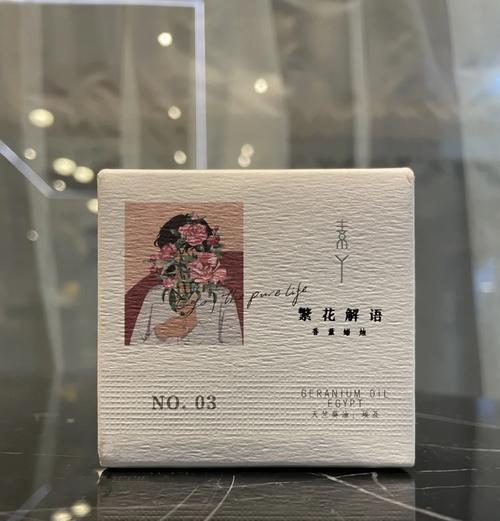 素
丫
pure life
繁花解语
香薰蜡烛
NO. 03
GERANIUM OIL
EGYPT
天竺葵油，埃及